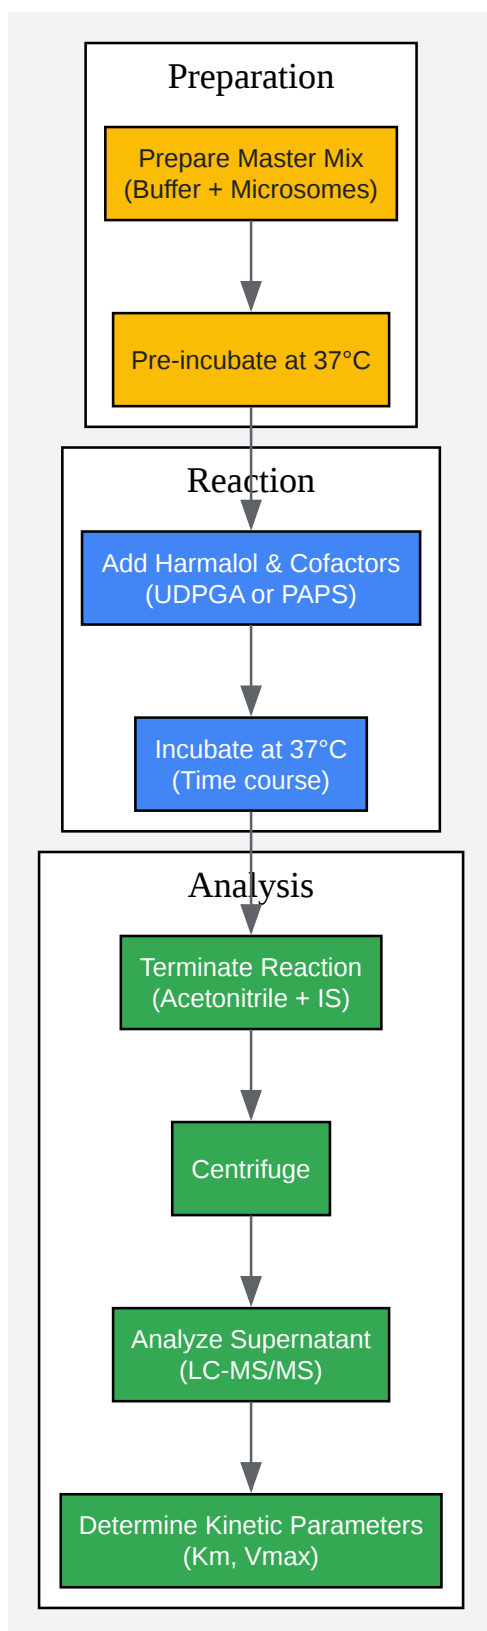 Preparation
Prepare Master Mix
(Buffer + Microsomes)
Pre-incubate at 37°C
Reaction
Add Harmalol & Cofactors
(UDPGA or PAPS)
Incubate at 37°C
(Time course)
Analysis
Terminate Reaction
(Acetonitrile + IS)
Centrifuge
Analyze Supernatant
(LC-MS/MS)
Determine Kinetic Parameters
(Km, Vmax)